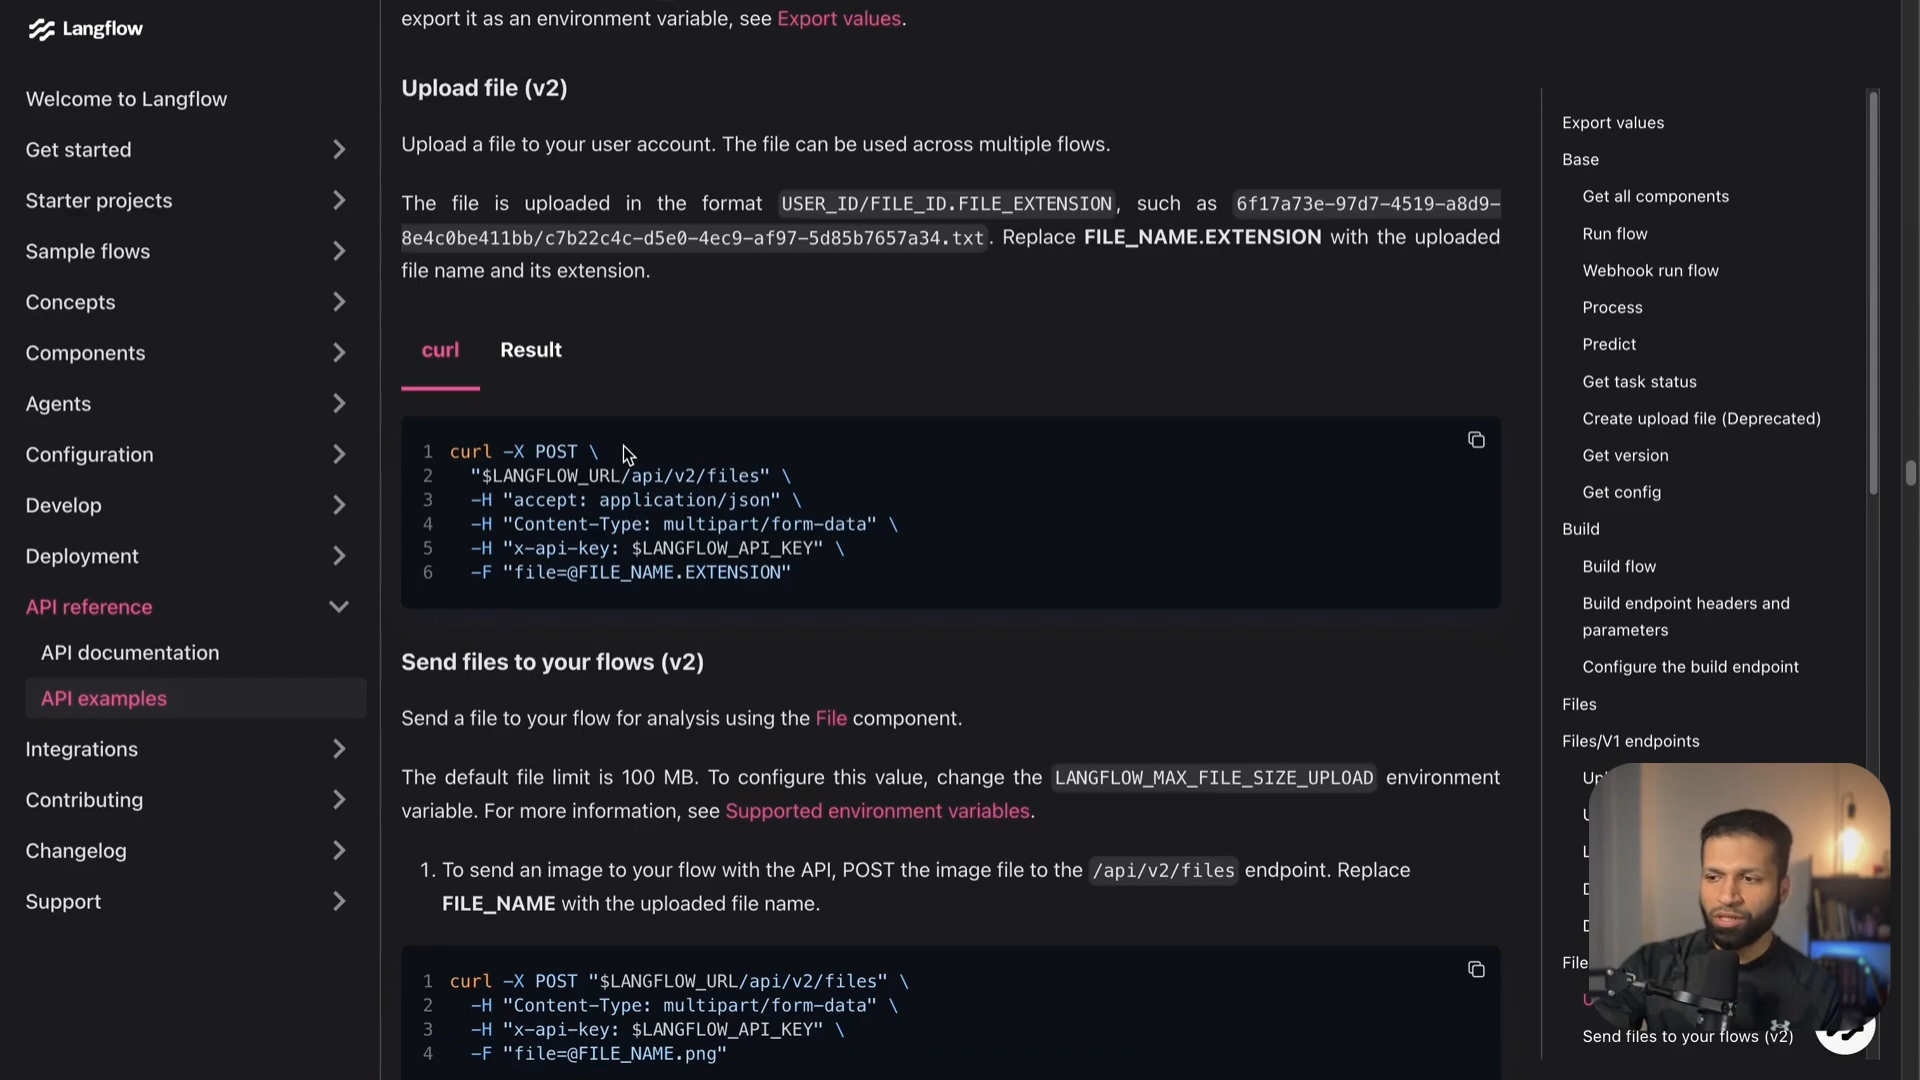 Langflow
Welcome to Langflow
Get started
Starter projects
Sample flows
Concepts
Components
Agents
Configuration
Develop
Deployment
API reference
API documentation
API examples
Integrations
Contributing
Changelog
Support
export it as an environment variable, see Export values.
Upload file (v2)
Upload a file to your user account. The file can be used across multiple flows.
The file is uploaded in the format USER_ID/FILE_ID.FILE_EXTENSION, such as 6f17a73e-97d7-4519-a8d9-
8e4c0be411bb/c7b22c4c-d5e0-4ec9-af97-5d85b7657a34.txt. Replace FILE_NAME.EXTENSION with the uploaded
file name and its extension.
curl Result
1 curl -X POST \
2 "$LANGFLOW_URL/api/v2/files" \
3 -H "accept: application/json" \
4 -H "Content-Type: multipart/form-data" \
5 -H "x-api-key: $LANGFLOW_API_KEY" \
6 -F "file=@FILE_NAME.EXTENSION"
Send files to your flows (v2)
Send a file to your flow for analysis using the File component.
The default file limit is 100 MB. To configure this value, change the LANGFLOW_MAX_FILE_SIZE_UPLOAD environment
variable. For more information, see Supported environment variables.
1. To send an image to your flow with the API, POST the image file to the /api/v2/files endpoint. Replace
FILE_NAME with the uploaded file name.
1 curl -X POST "$LANGFLOW_URL/api/v2/files" \
2 -H "Content-Type: multipart/form-data" \
3 -H "x-api-key: $LANGFLOW_API_KEY" \
4 -F "file=@FILE_NAME.png"
Export values
Base
Get all components
Run flow
Webhook run flow
Process
Predict
Get task status
Create upload file (Deprecated)
Get version
Get config
Build
Build flow
Build endpoint headers and
parameters
Configure the build endpoint
Files
Files/V1 endpoints
File
Send files to your flows (v2)